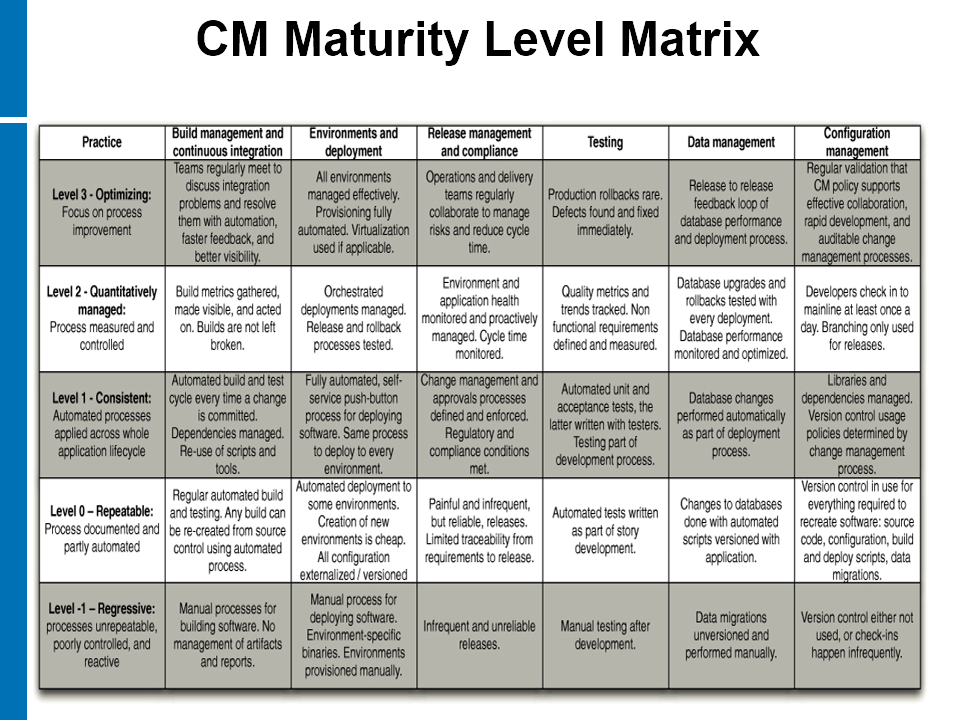 CM Maturity Level Matrix
Practice
Build management and
continuous integration
Environments and
deployment
Release management
and compliance
Testing
Data management
Configuration
management
Level 3 - Optimizing:
Focus on process
improvement
Teams regularly meet to
discuss integration
problems and resolve
them with automation,
faster feedback, and
better visibility.
All environments
managed effectively.
Provisioning fully
automated. Virtualization
used if applicable.
Operations and delivery
teams regularly
collaborate to manage
risks and reduce cycle
time.
Production rollbacks rare.
Defects found and fixed
immediately.
Release to release
feedback loop of
database performance
and deployment process.
Regular validation that
CM policy supports
effective collaboration,
rapid development, and
auditable change
management processes.
Level 2 - Quantitatively
managed:
Process measured and
controlled
Build metrics gathered,
made visible, and acted
on. Builds are not left
broken.
Orchestrated
deployments managed.
Release and rollback
processes tested.
Environment and
application health
monitored and proactively
managed. Cycle time
monitored.
Quality metrics and
trends tracked. Non
functional requirements
defined and measured.
Database upgrades and
rollbacks tested with
every deployment.
Database performance
monitored and optimized.
Developers check in to
mainline at least once a
day. Branching only used
for releases.
Level 1 - Consistent:
Automated processes
applied across whole
application lifecycle
Automated build and test
cycle every time a change
is committed.
Dependencies managed.
Re-use of scripts and
tools.
Fully automated, self-
service push-button
process for deploying
software. Same process
to deploy to every
environment.
Change management and
approvals processes
defined and enforced.
Regulatory and
compliance conditions
met.
Automated unit and
acceptance tests, the
latter written with testers.
Testing part of
development process.
Database changes
performed automatically
as part of deployment
process.
Libraries and
dependencies managed.
Version control usage
policies determined by
change management
process.
Level 0 – Repeatable:
Process documented and
partly automated
Regular automated build
and testing. Any build can
be re-created from source
control using automated
process.
Automated deployment to
some environments.
Creation of new
environments is cheap.
All configuration
externalized / versioned
Painful and infrequent,
but reliable, releases.
Limited traceability from
requirements to release.
Automated tests written
as part of story
development.
Changes to databases
done with automated
scripts versioned with
application.
Version control in use for
everything required to
recreate software: source
code, configuration, build
and deploy scripts, data
migrations.
Level -1 – Regressive:
processes unrepeatable,
poorly controlled, and
reactive
Manual processes for
building software. No
management of artifacts
and reports.
Manual process for
deploying software.
Environment-specific
binaries. Environments
provisioned manually.
Infrequent and unreliable
releases.
Manual testing after
development.
Data migrations
unversioned and
performed manually.
Version control either not
used, or check-ins
happen infrequently.